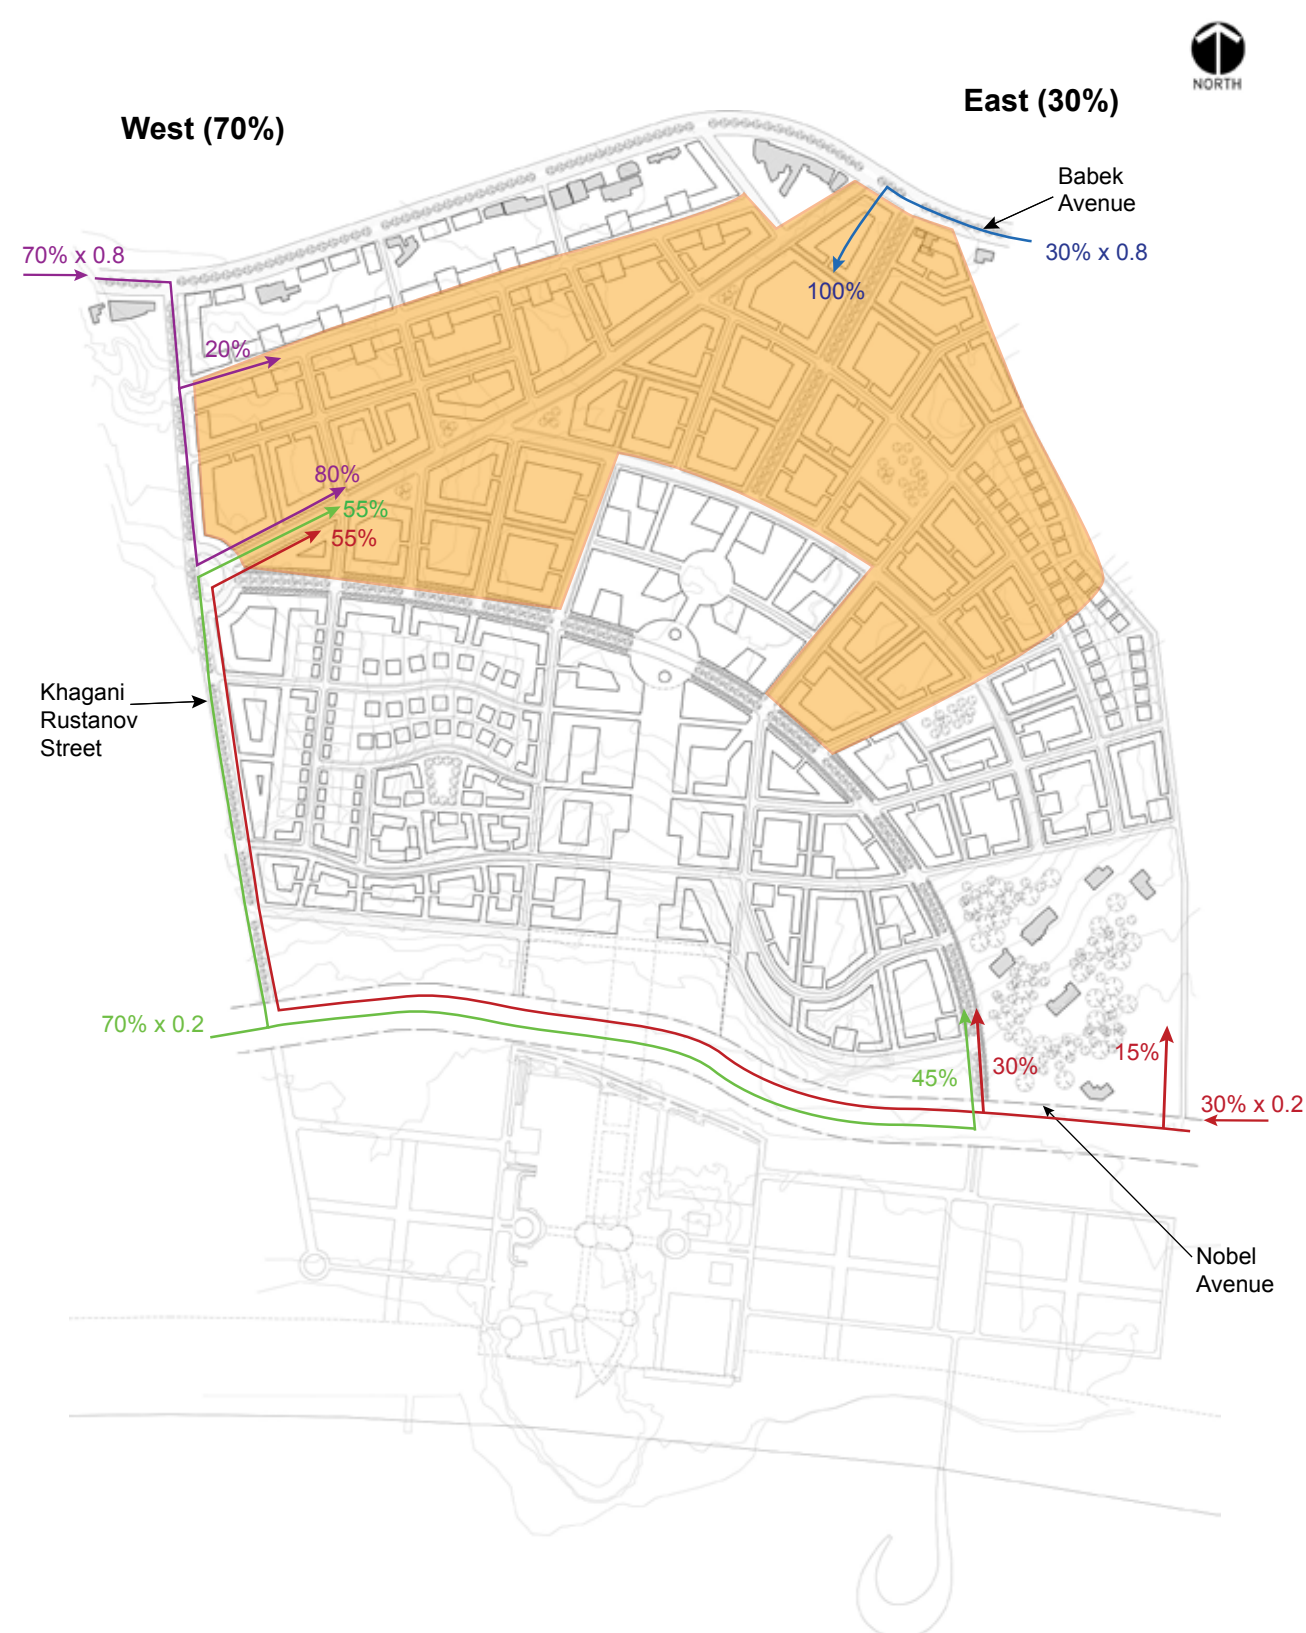 NORTH
East (30%)
West (70%)
Babek
Avenue
70% x 0.8
30% x 0.8
100%
20%
80%
55%
55%
Khagani
Rustanov
Street
70% x 0.2
45%
30%
15%
30% x 0.2
Nobel
Avenue